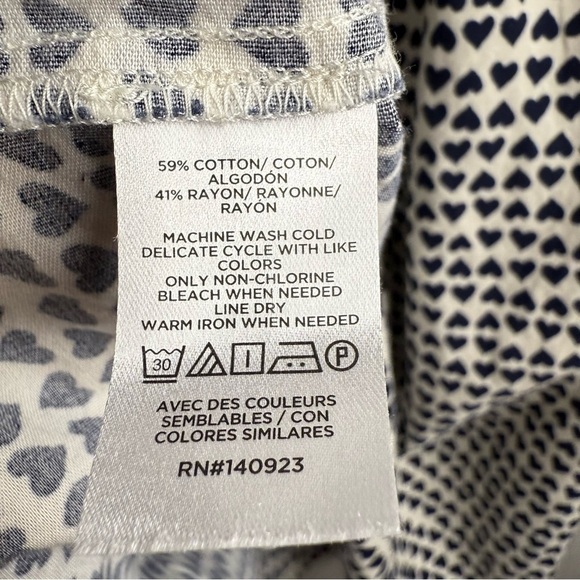 59% COTTON/ COTON/
ALGODÓN
41% RAYON/ RAYONNE/
RAYÓN
MACHINE WASH COLD
DELICATE CYCLE WITH LIKE
COLORS
ONLY NON-CHLORINE
BLEACH WHEN NEEDED
LINE DRY
WARM IRON WHEN NEEDED
30 P
AVEC DES COULEURS
SEMBLABLES / CON
COLORES SIMILARES
RN#140923